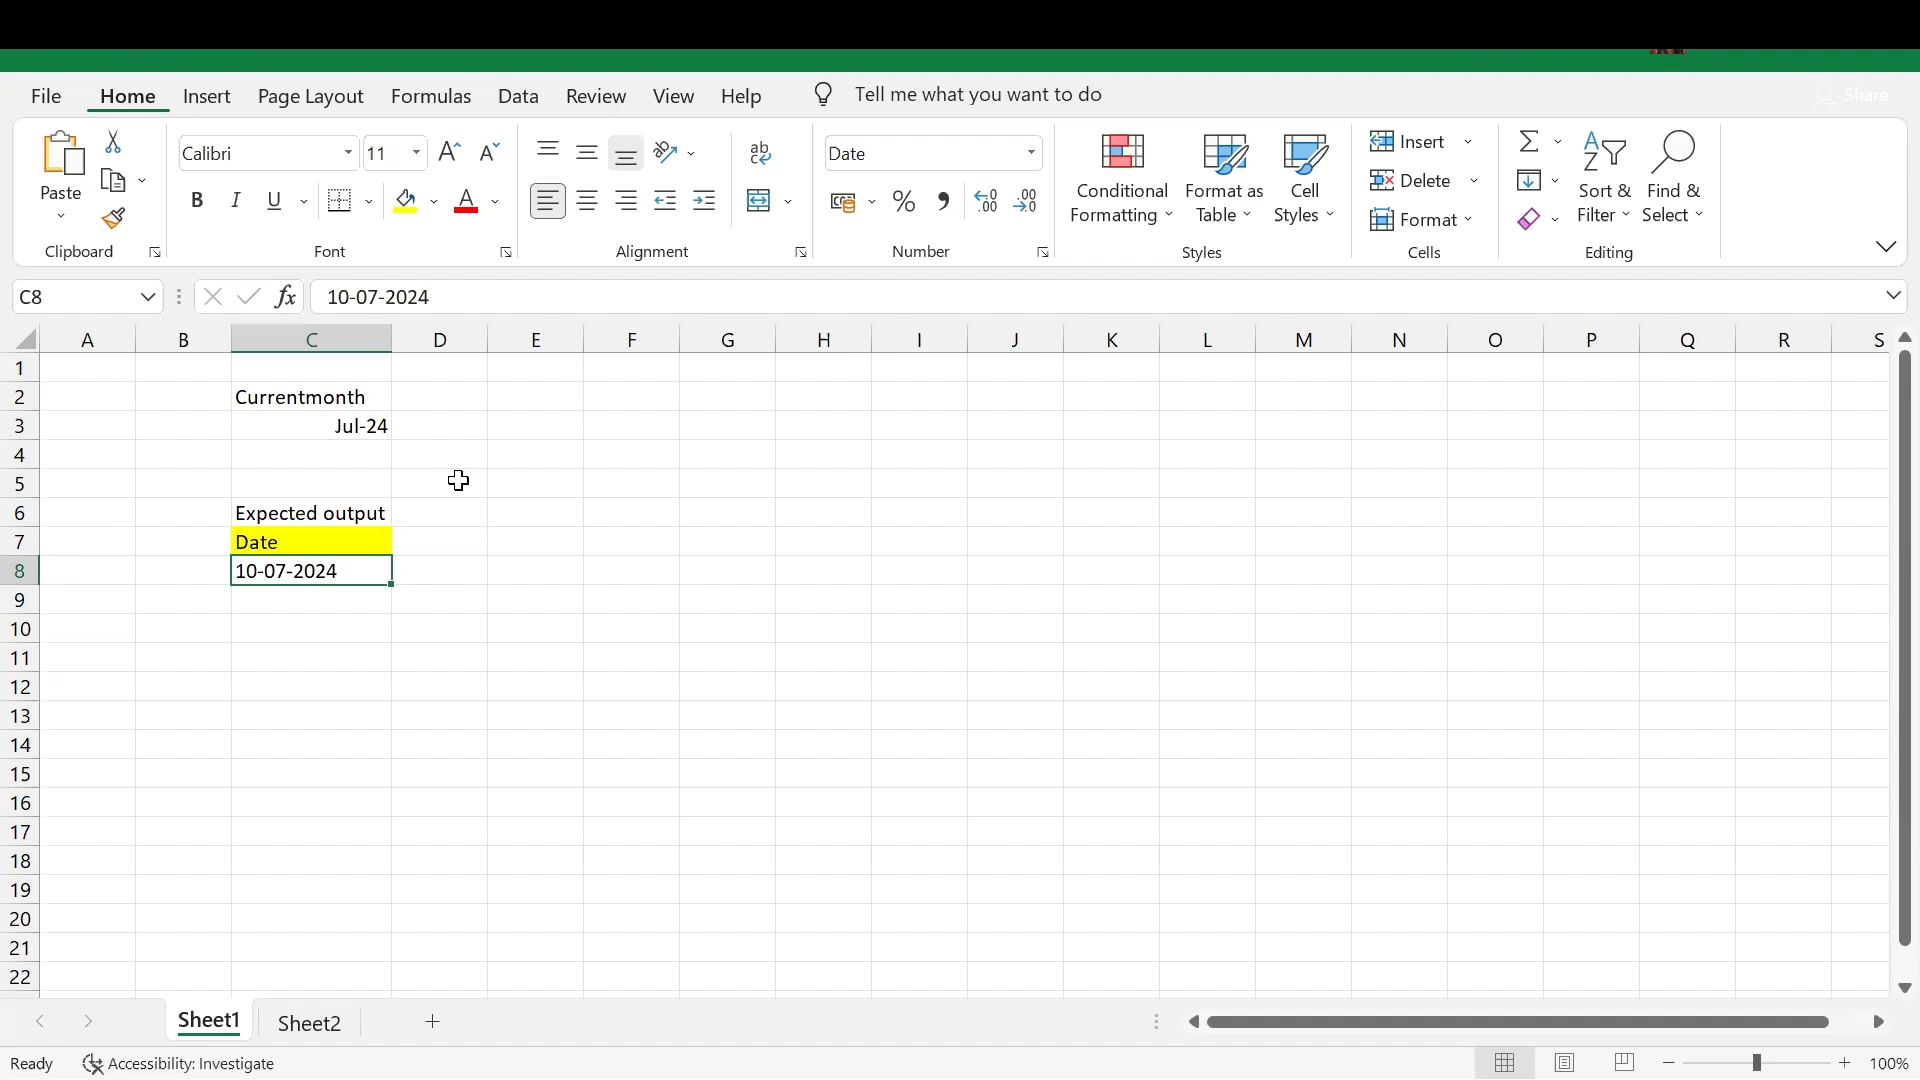 File Home Insert Page Layout Formulas Data Review View Help Tell me what you want to do Share
Paste
Clipboard
Calibri 11
B I U A
Font
ab
Alignment
Date
% , .00
Number
Conditional Formatting
Format as Table
Cell Styles
Styles
Insert
Delete
Format
Cells
Sort & Filter
Find & Select
Editing
C8 fx 10-07-2024
A B C D E F G H I J K L M N O P Q R S
1
2 Currentmonth
3 Jul-24
4
5
6 Expected output
7 Date
8 10-07-2024
9
10
11
12
13
14
15
16
17
18
19
20
21
22
Sheet1 Sheet2 +
Ready Accessibility: Investigate 100%